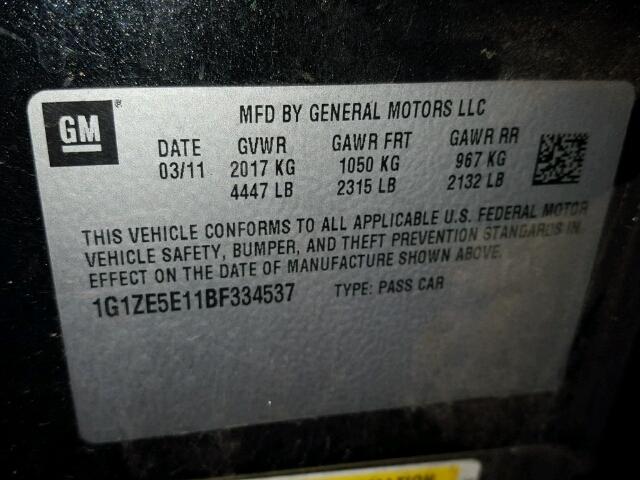 GM
MFD BY GENERAL MOTORS LLC
DATE GVWR GAWR FRT GAWR RR
03/11 2017 KG 1050 KG 967 KG
4447 LB 2315 LB 2132 LB
THIS VEHICLE CONFORMS TO ALL APPLICABLE U.S. FEDERAL MOTOR
VEHICLE SAFETY, BUMPER, AND THEFT PREVENTION STANDARDS IN
EFFECT ON THE DATE OF MANUFACTURE SHOWN ABOVE.
1G1ZE5E11BF334537 TYPE: PASS CAR